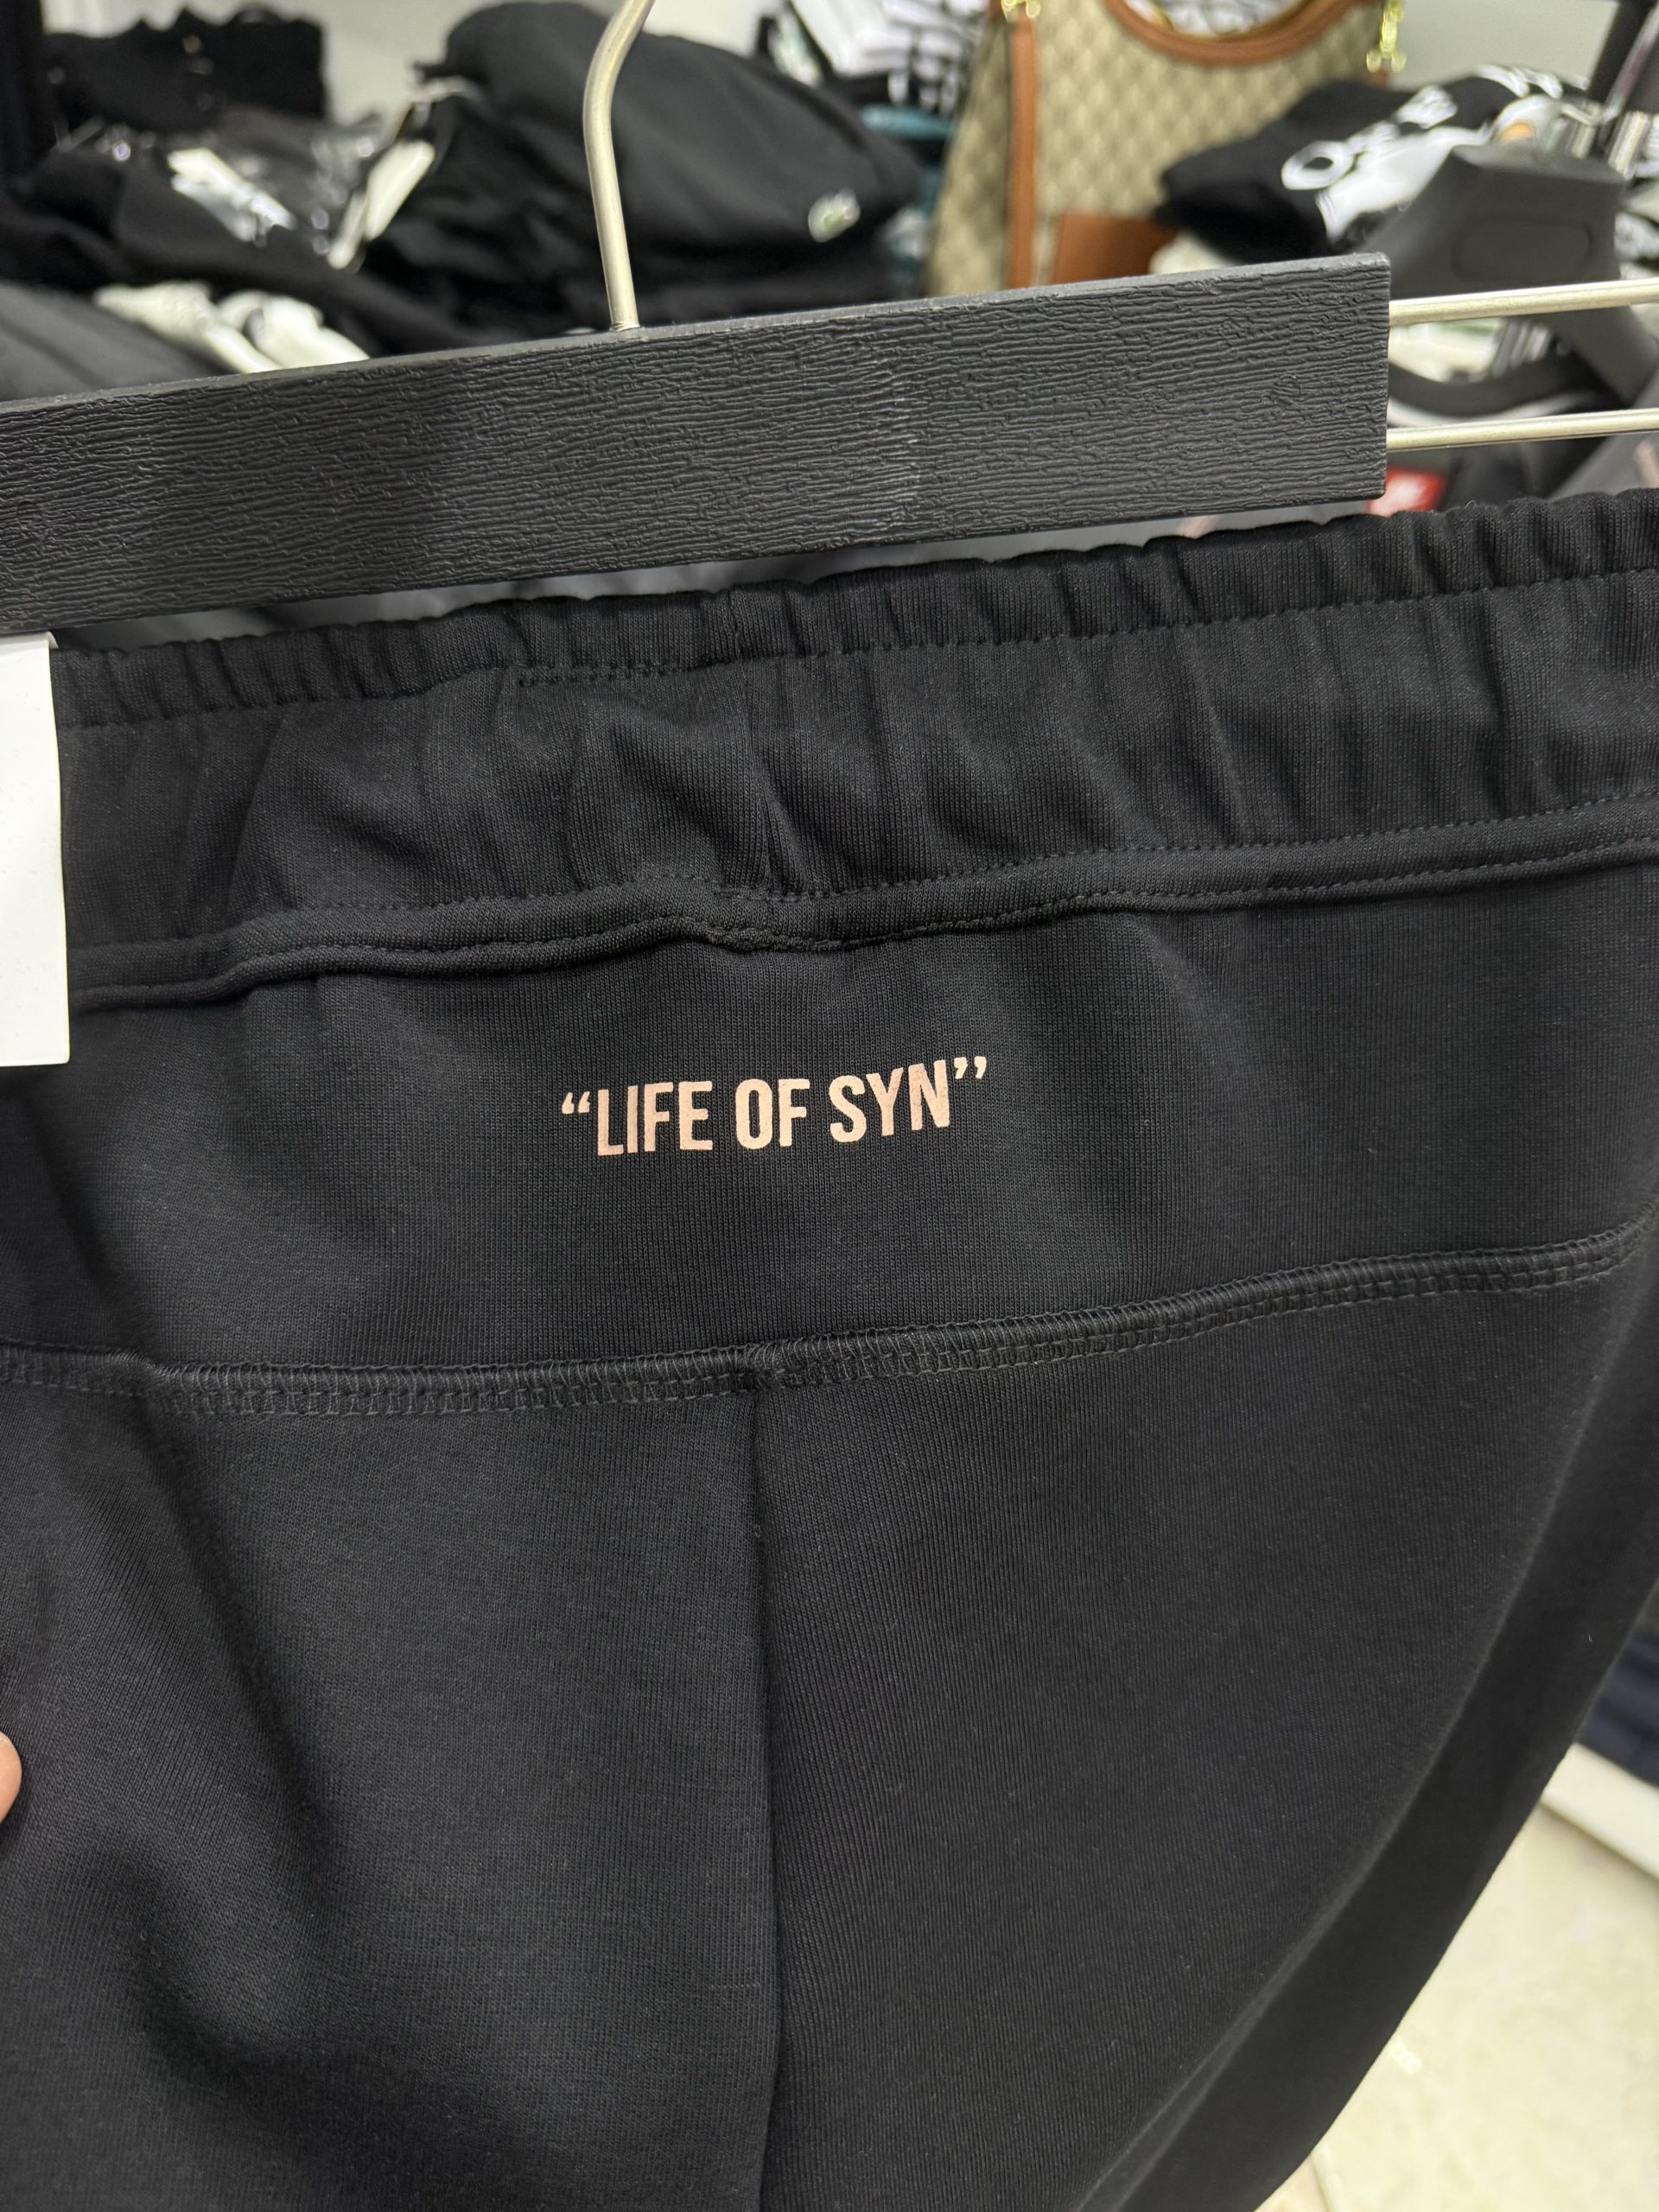 “LIFE OF SYN”